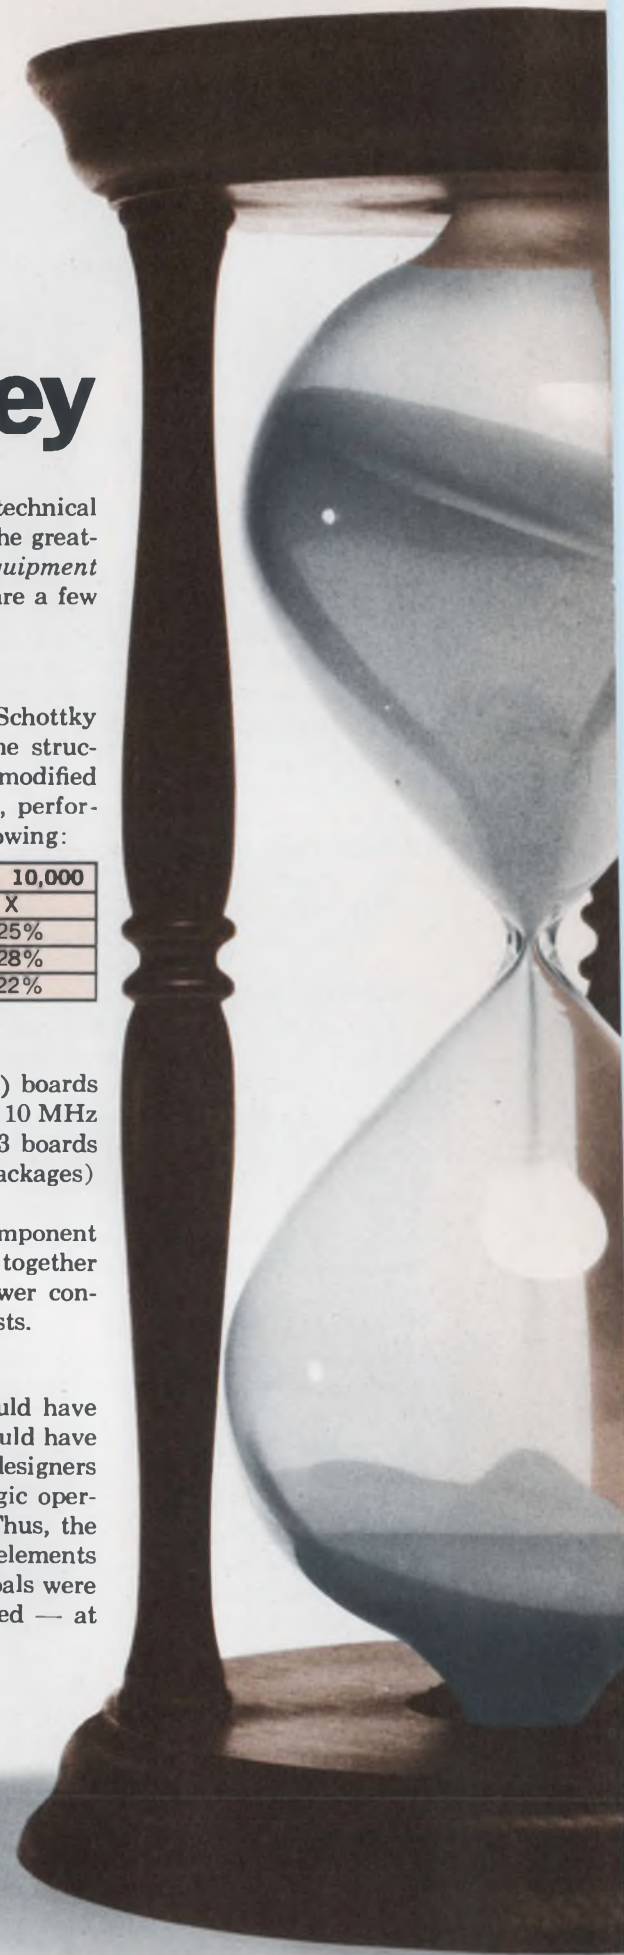 ey
technical
he great-
uipment
are a few
Schottky
ne struc-
modified
, perfor-
owing:
10,000
X
25%
28%
22%
) boards
10 MHz
3 boards
ackages)
mponent
together
wer con-
sts.
uld have
uld have
designers
gic oper-
Thus, the
elements
oals were
ed — at